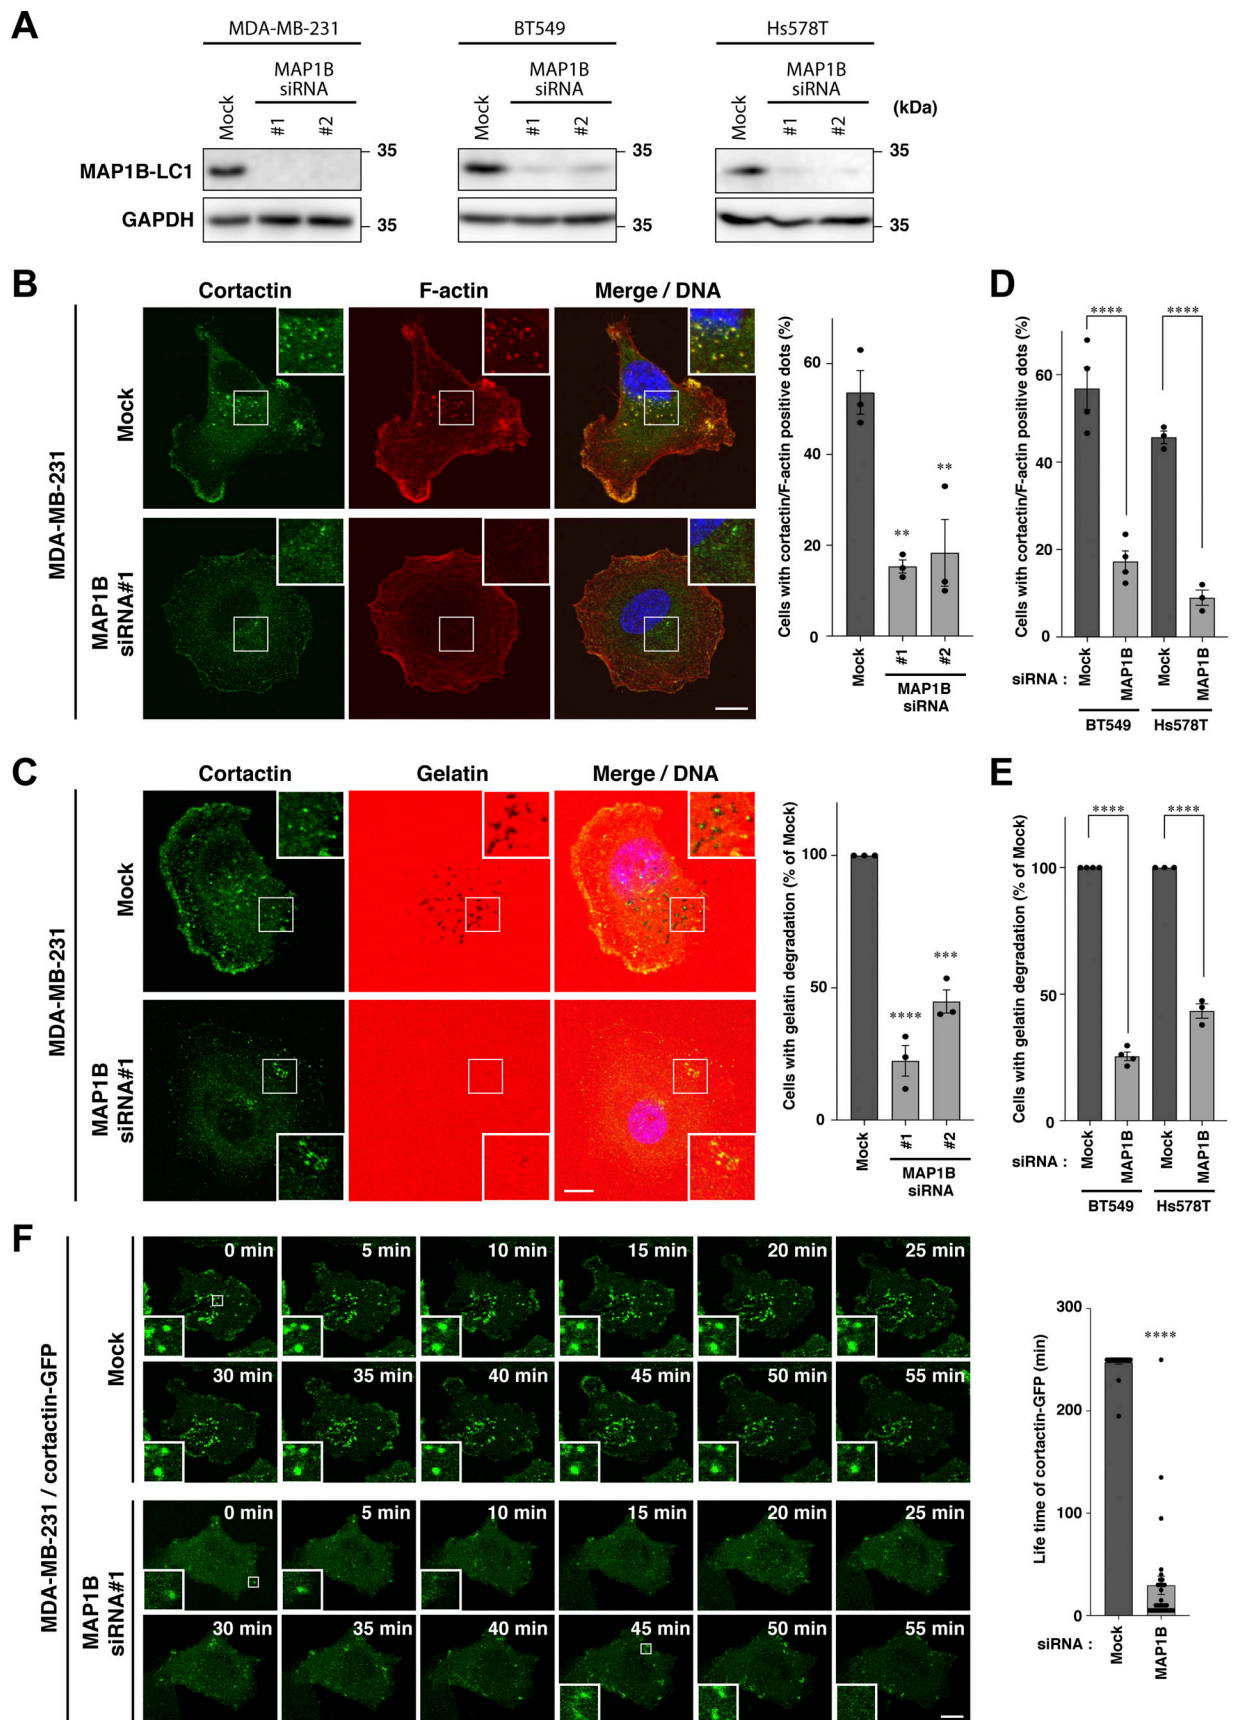 A
MDA-MB-231
BT549
Hs578T
MAP1B
siRNA
MAP1B
siRNA
MAP1B
siRNA
(kDa)
Mock
#1
#2
Mock
#1
#2
Mock
#1
#2
MAP1B-LC1
35
35
35
GAPDH
35
35
35
B
Cortactin
F-actin
Merge / DNA
MDA-MB-231
Mock
MAP1B
siRNA#1
Cells with cortactin/F-actin positive dots (%)
60
40
20
0
**
**
Mock
#1
#2
MAP1B
siRNA
D
Cells with cortactin/F-actin positive dots (%)
60
40
20
0
****
****
siRNA :
Mock
MAP1B
Mock
MAP1B
BT549
Hs578T
C
Cortactin
Gelatin
Merge / DNA
MDA-MB-231
Mock
MAP1B
siRNA#1
Cells with gelatin degradation (% of Mock)
100
50
0
****
***
Mock
#1
#2
MAP1B
siRNA
E
Cells with gelatin degradation (% of Mock)
100
50
0
****
****
siRNA :
Mock
MAP1B
Mock
MAP1B
BT549
Hs578T
F
MDA-MB-231 / cortactin-GFP
Mock
0 min
5 min
10 min
15 min
20 min
25 min
30 min
35 min
40 min
45 min
50 min
55 min
MAP1B
siRNA#1
0 min
5 min
10 min
15 min
20 min
25 min
30 min
35 min
40 min
45 min
50 min
55 min
Life time of cortactin-GFP (min)
300
200
100
0
****
siRNA :
Mock
MAP1B